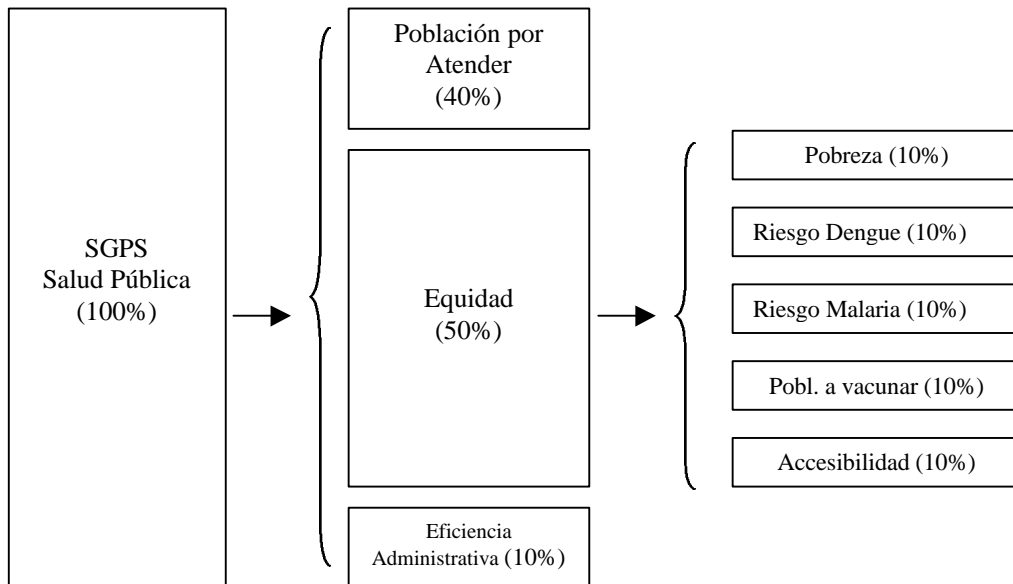 SGPS
Salud Pública
(100%)
Población por
Atender
(40%)
Equidad
(50%)
Eficiencia
Administrativa (10%)
Pobreza (10%)
Riesgo Dengue (10%)
Riesgo Malaria (10%)
Pobl. a vacunar (10%)
Accesibilidad (10%)